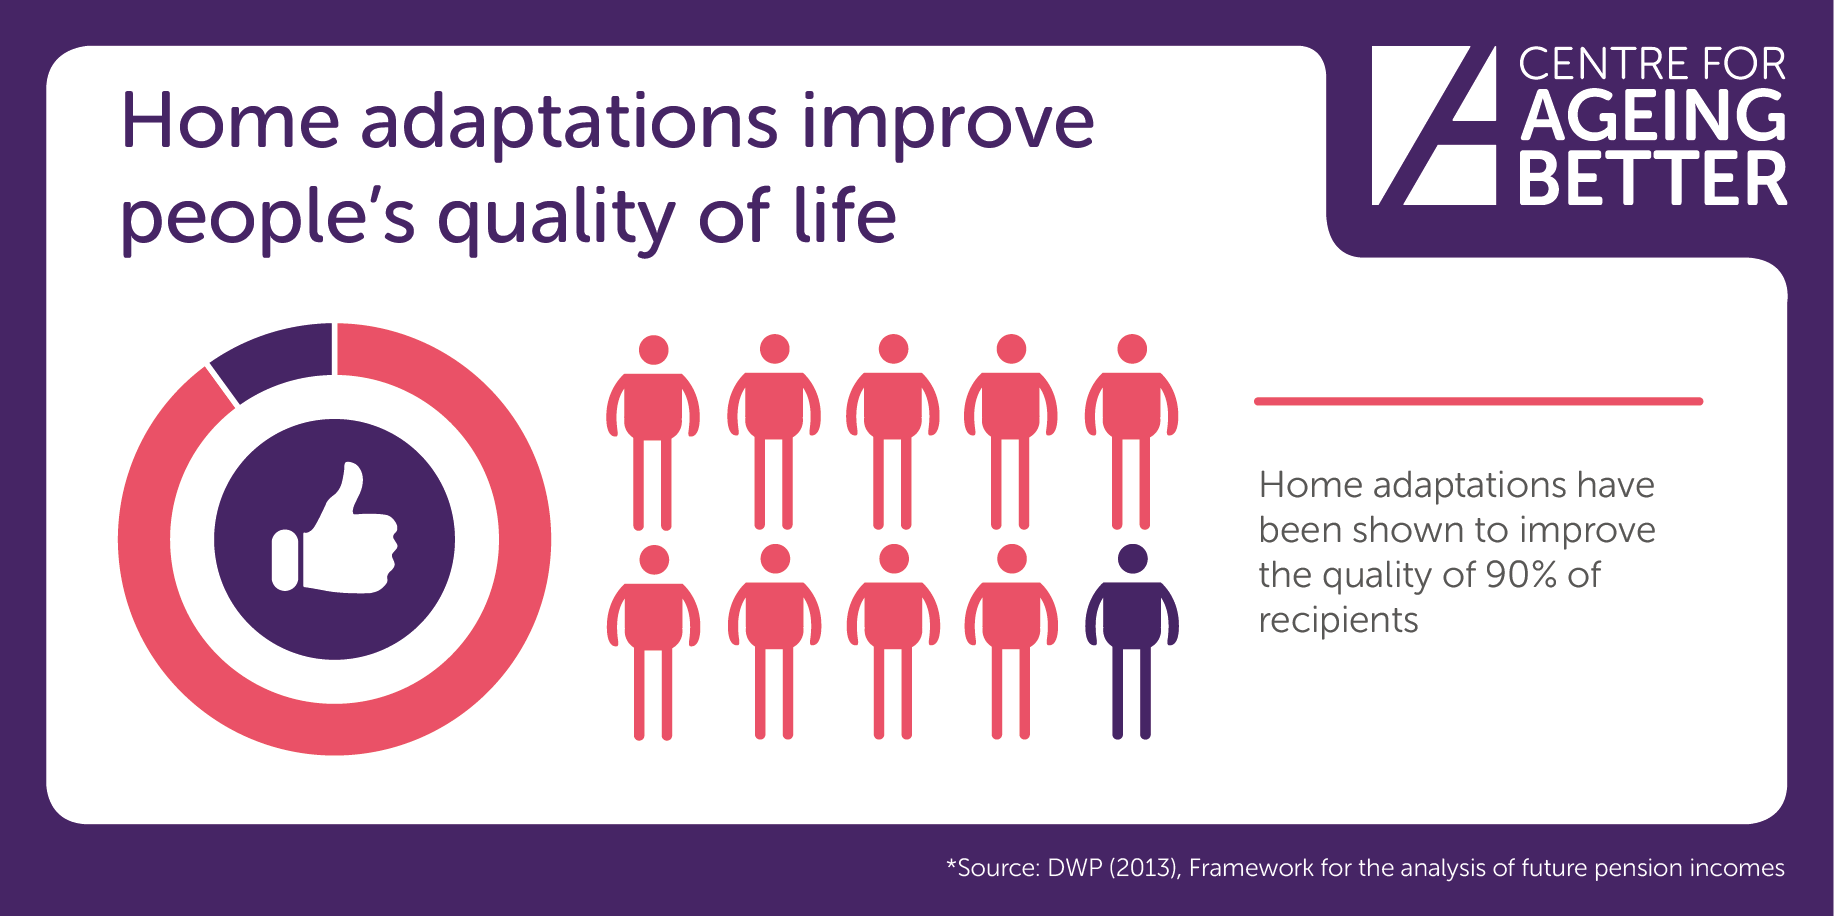 Home adaptations improve
people’s quality of life
CENTRE FOR
AGEING
BETTER
Home adaptations have
been shown to improve
the quality of 90% of
recipients
*Source: DWP (2013), Framework for the analysis of future pension incomes